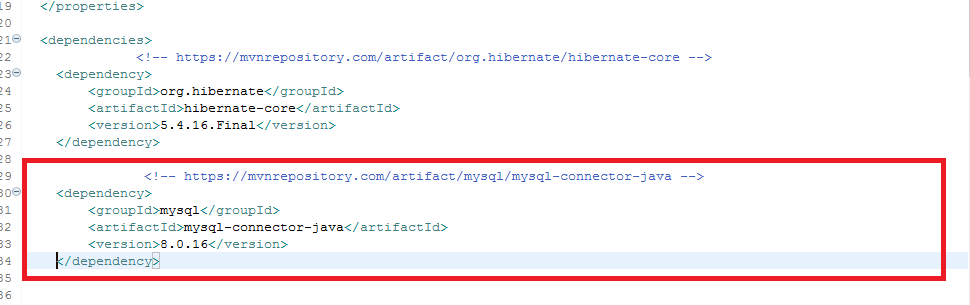 19 </properties>
20
21 <dependencies>
22 <!-- https://mvnrepository.com/artifact/org.hibernate/hibernate-core -->
23 <dependency>
24 <groupId>org.hibernate</groupId>
25 <artifactId>hibernate-core</artifactId>
26 <version>5.4.16.Final</version>
27 </dependency>
28
29 <!-- https://mvnrepository.com/artifact/mysql/mysql-connector-java -->
30 <dependency>
31 <groupId>mysql</groupId>
32 <artifactId>mysql-connector-java</artifactId>
33 <version>8.0.16</version>
34 </dependency>
35
36